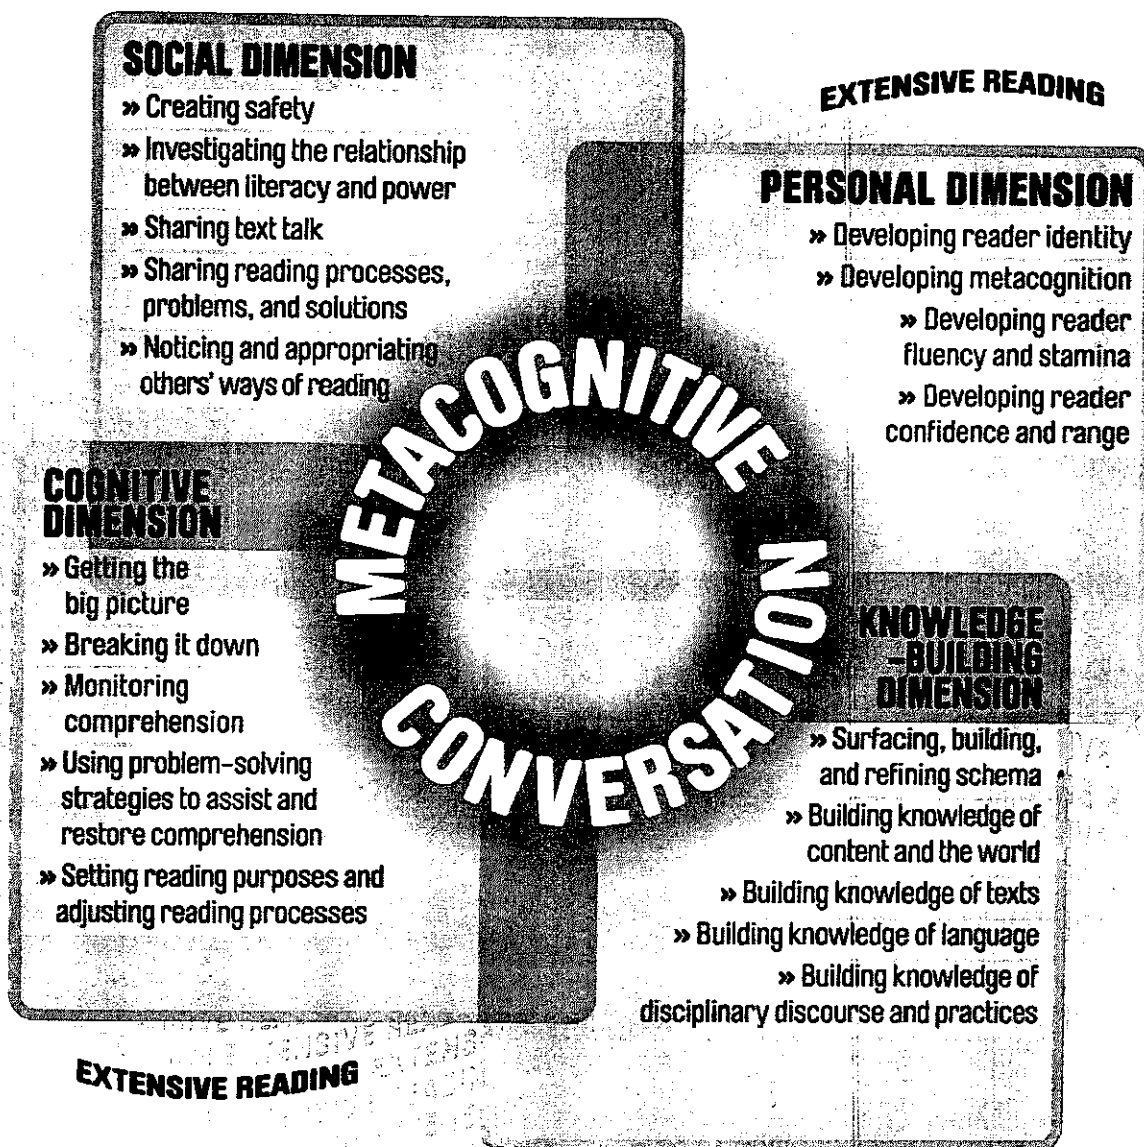 SOCIAL DIMENSION
» Creating safety
» Investigating the relationship
between literacy and power
» Sharing text talk
» Sharing reading processes,
problems, and solutions
» Noticing and appropriating
others' ways of reading
EXTENSIVE READING
PERSONAL DIMENSION
» Developing reader identity
» Developing metacognition
» Developing reader
fluency and stamina
» Developing reader
confidence and range
METACOGNITIVE
CONVERSATION
COGNITIVE
DIMENSION
» Getting the
big picture
» Breaking it down
» Monitoring
comprehension
» Using problem-solving
strategies to assist and
restore comprehension
» Setting reading purposes and
adjusting reading processes
KNOWLEDGE
-BUILDING
DIMENSION
» Surfacing, building,
and refining schema
» Building knowledge of
content and the world
» Building knowledge of texts
» Building knowledge of language
» Building knowledge of
disciplinary discourse and practices
EXTENSIVE READING